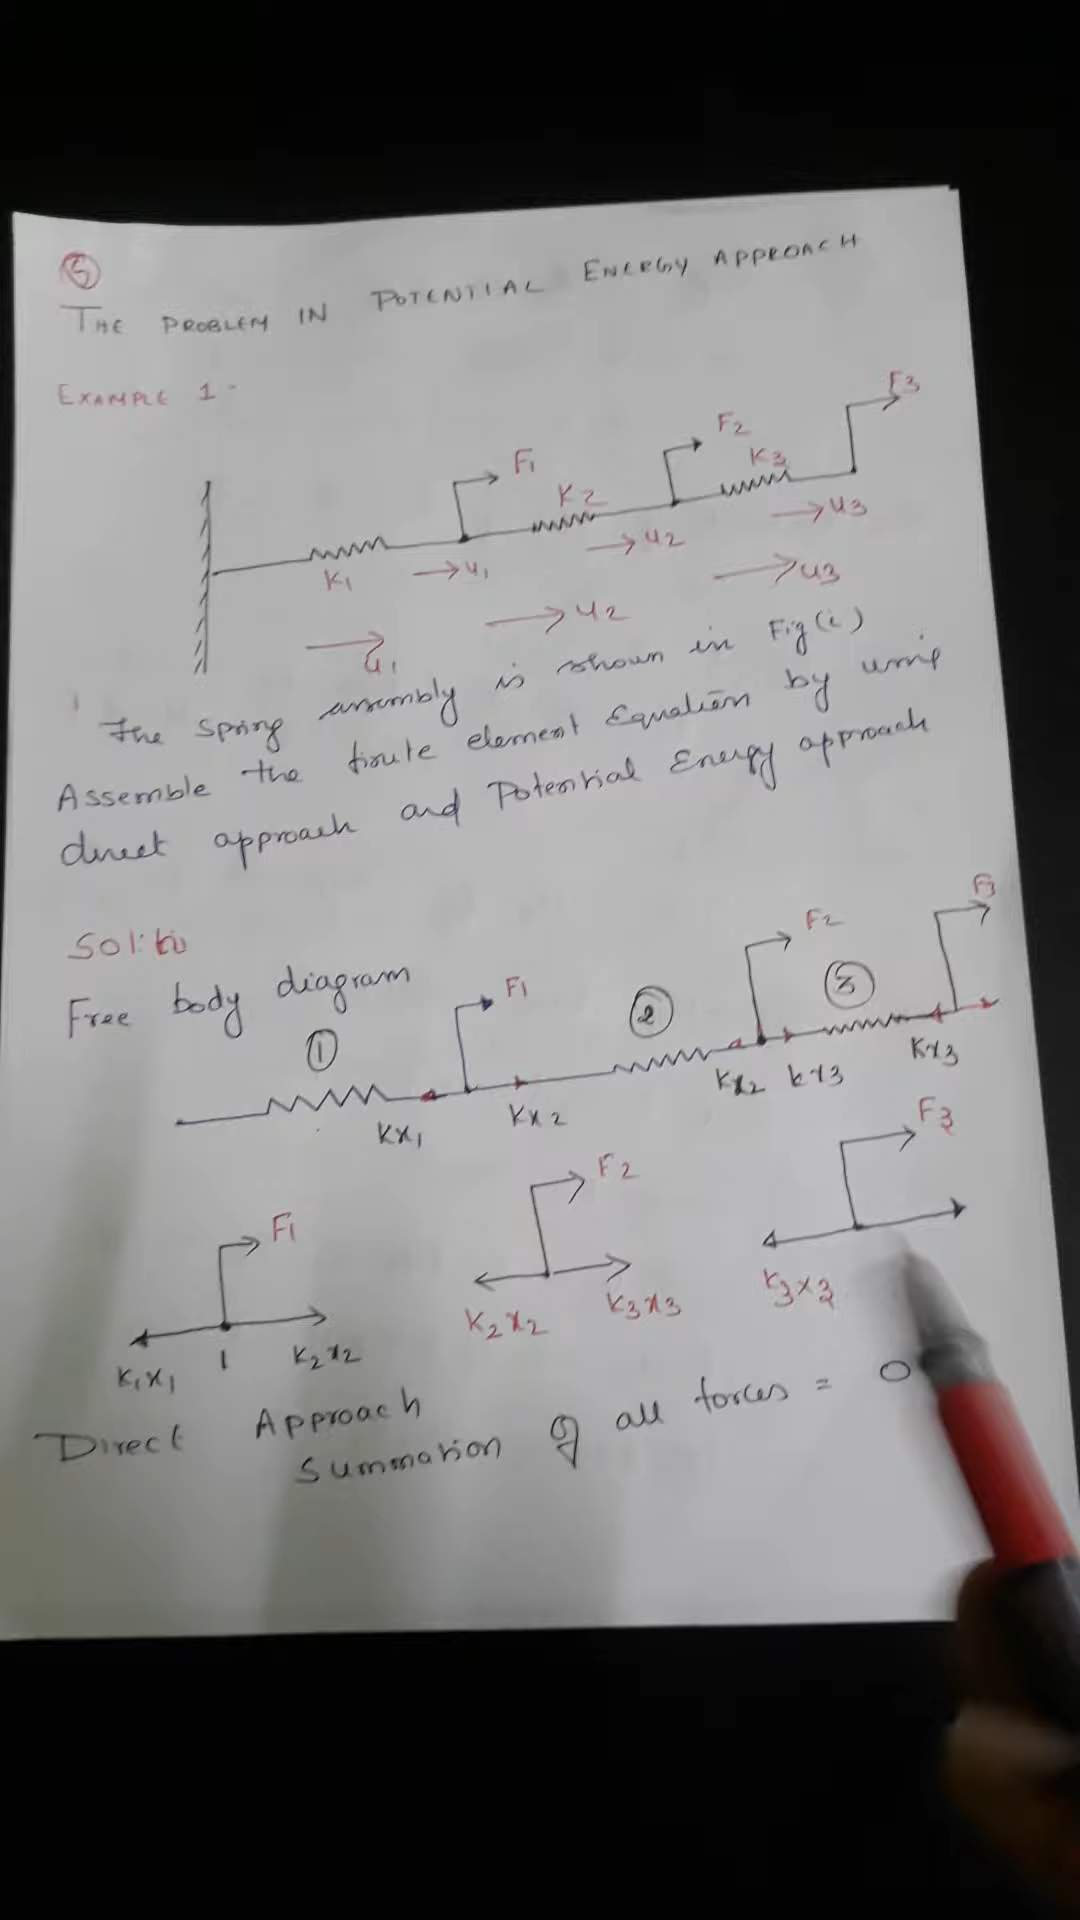 5
THE PROBLEM IN POTENTIAL ENERGY APPROACH
EXAMPLE 1 -
F3
F2
F1
K3
K2
u3
u2
K1
u1
u3
u2
u1
The spring assembly is shown in Fig (i)
Assemble the finite element Equation by using
direct approach and Potential Energy approach
Free body diagram
F2
F1
3
2
1
Kx3
Kx2 kx3
Kx2
Kx1
F3
F2
F1
K3x3
K2x2 K3x3
K1x1 1 K2x2
Direct Approach
Summation of all forces = 0